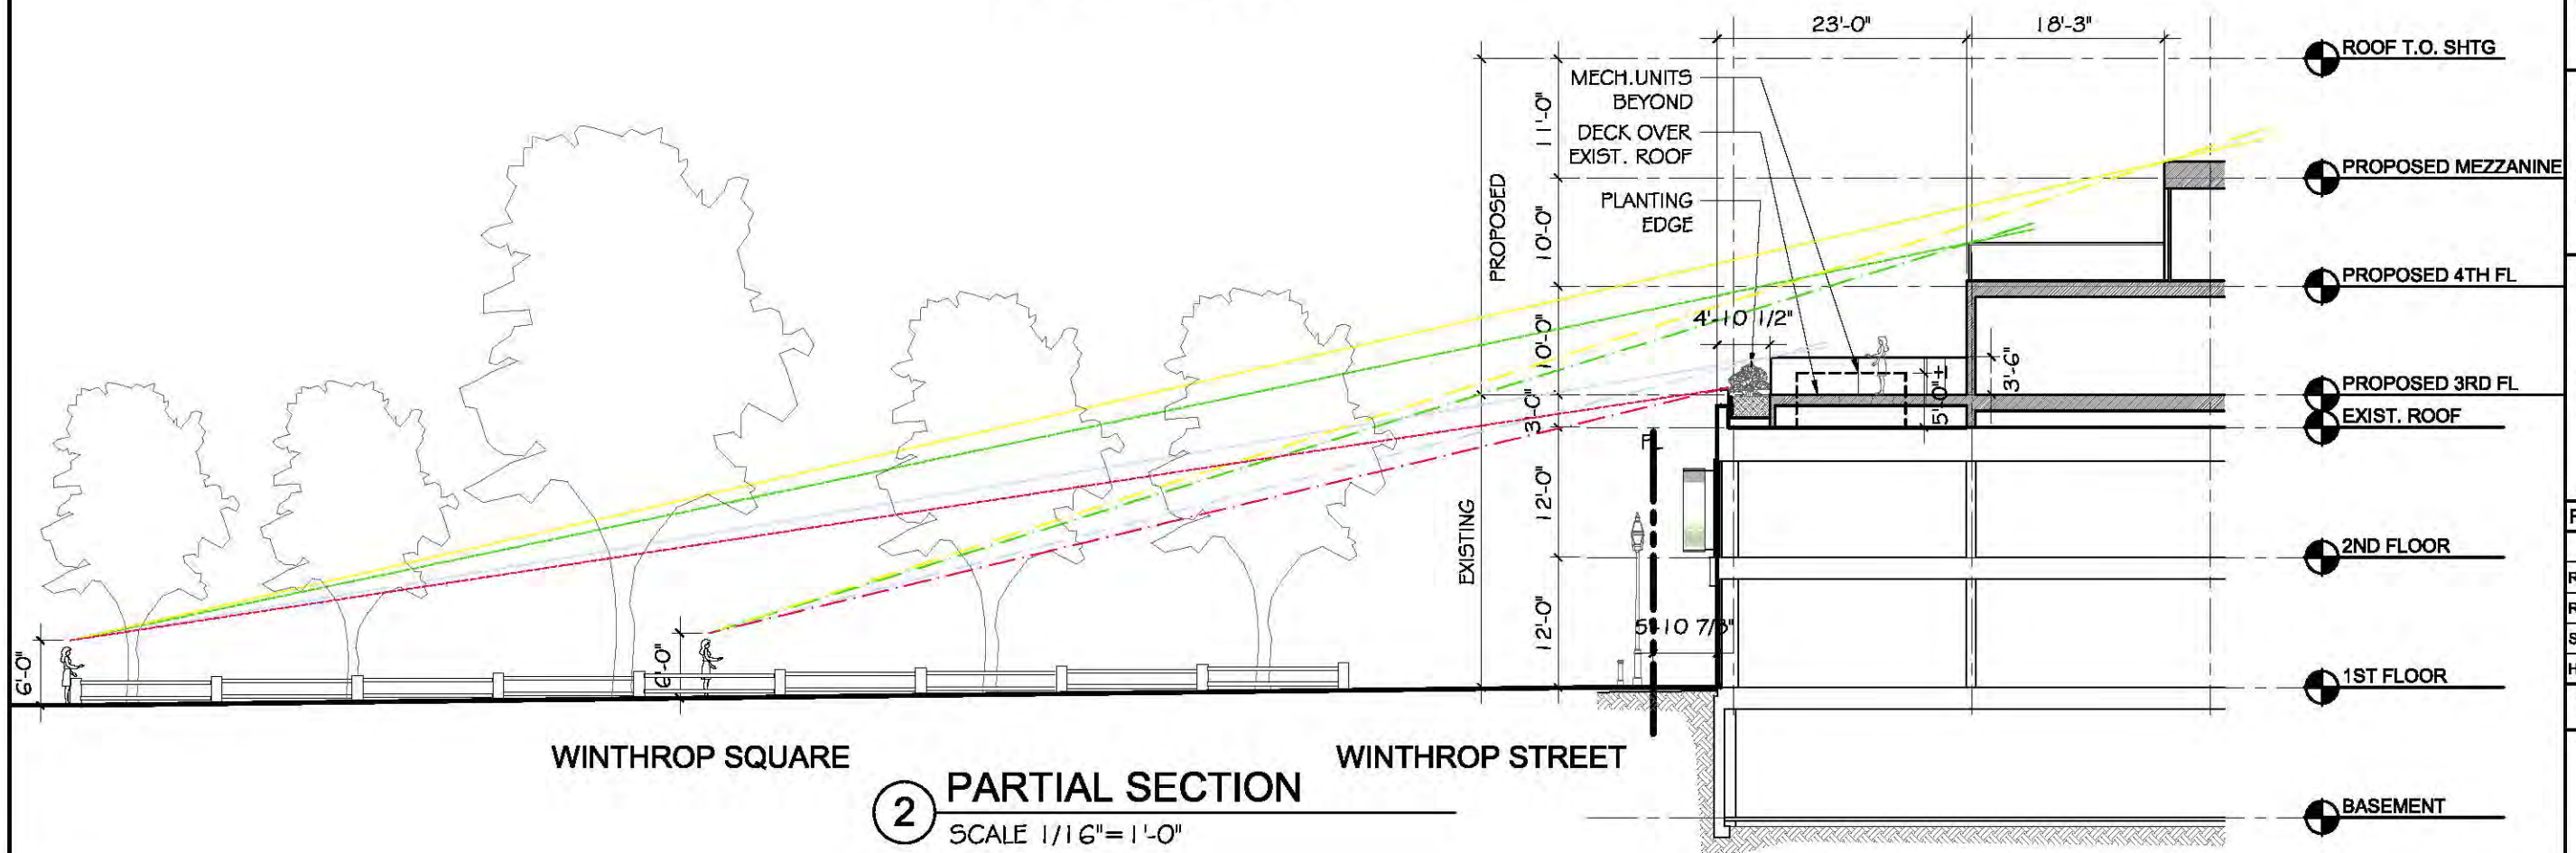 23'-0"
18'-3"
ROOF T.O. SHTG
MECH.UNITS
BEYOND
11'-0"
DECK OVER
EXIST. ROOF
PROPOSED MEZZANINE
PROPOSED
PLANTING
EDGE
10'-0"
PROPOSED 4TH FL
4'-10 1/2"
10'-0"
3'-6"
5'-0"±
PROPOSED 3RD FL
3'-0"
EXIST. ROOF
PL
12'-0"
EXISTING
2ND FLOOR
12'-0"
5'-10 7/8"
6'-0"
6'-0"
1ST FLOOR
WINTHROP SQUARE
WINTHROP STREET
2
PARTIAL SECTION
SCALE 1/16"=1'-0"
BASEMENT